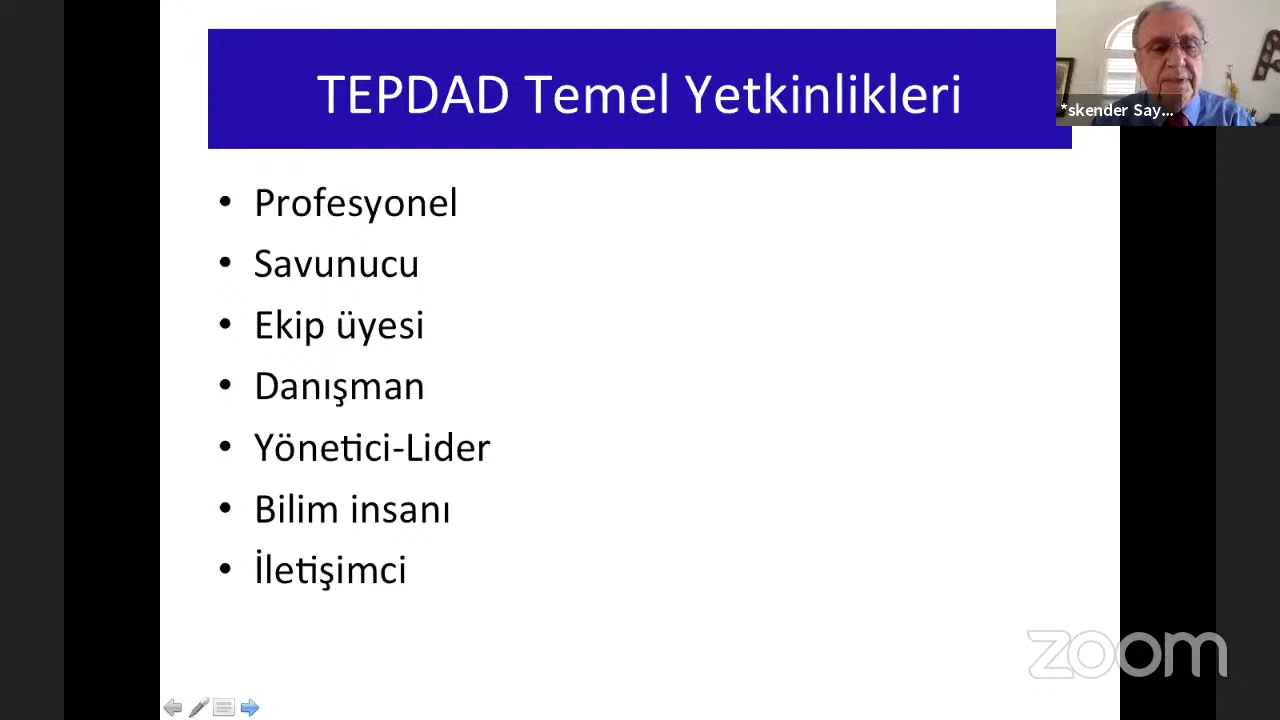 TEPDAD Temel Yetkinlikleri
*skender Say...
• Profesyonel
• Savunucu
• Ekip üyesi
• Danışman
• Yönetici-Lider
• Bilim insanı
• İletişimci
zoom